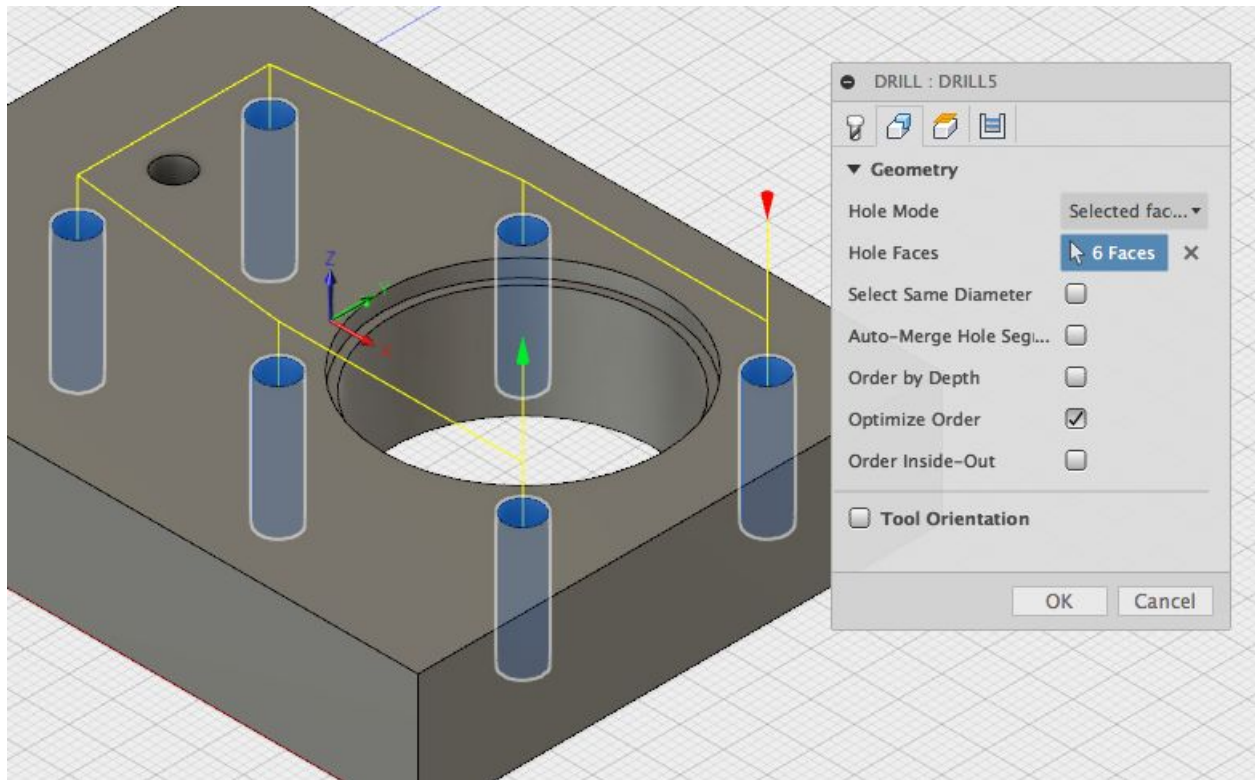 DRILL : DRILL5
Geometry
Hole Mode Selected fac...
Hole Faces 6 Faces
Select Same Diameter
Auto-Merge Hole Segı...
Order by Depth
Optimize Order
Order Inside-Out
Tool Orientation
OK Cancel
Z
Y
X